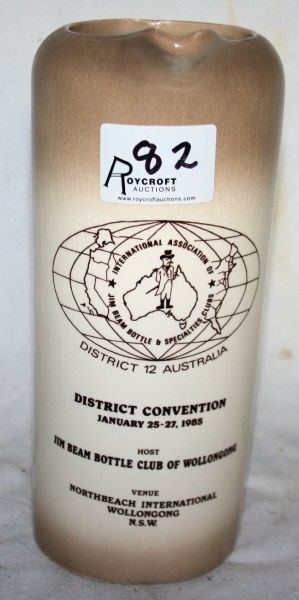 82
ROYCROFT
AUCTIONS
www.roycroftauctions.com
INTERNATIONAL ASSOCIATION OF
JIM BEAM BOTTLE & SPECIALTIES CLUBS
DISTRICT 12 AUSTRALIA
DISTRICT CONVENTION
JANUARY 25-27, 1985
HOST
JIM BEAM BOTTLE CLUB OF WOLLONGONG
VENUE
NORTHBEACH INTERNATIONAL
WOLLONGONG
N.S.W.